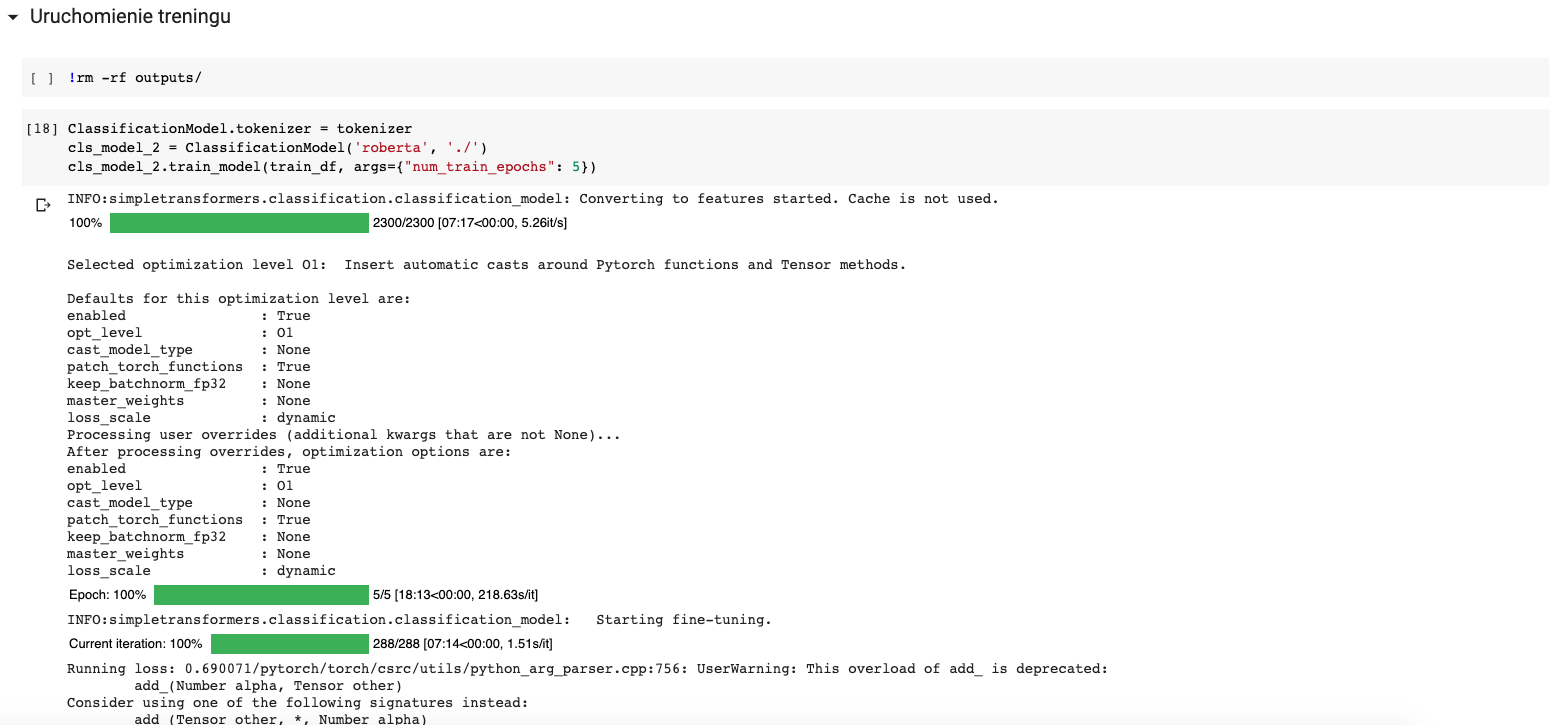 Uruchomienie treningu
[ ] !rm -rf outputs/
[18] ClassificationModel.tokenizer = tokenizer
cls_model_2 = ClassificationModel('roberta', './')
cls_model_2.train_model(train_df, args={"num_train_epochs": 5})
INFO:simpletransformers.classification.classification_model: Converting to features started. Cache is not used.
100% 2300/2300 [07:17<00:00, 5.26it/s]
Selected optimization level O1:  Insert automatic casts around Pytorch functions and Tensor methods.
Defaults for this optimization level are:
enabled                : True
opt_level              : O1
cast_model_type        : None
patch_torch_functions  : True
keep_batchnorm_fp32    : None
master_weights         : None
loss_scale             : dynamic
Processing user overrides (additional kwargs that are not None)...
After processing overrides, optimization options are:
enabled                : True
opt_level              : O1
cast_model_type        : None
patch_torch_functions  : True
keep_batchnorm_fp32    : None
master_weights         : None
loss_scale             : dynamic
Epoch: 100% 5/5 [18:13<00:00, 218.63s/it]
INFO:simpletransformers.classification.classification_model:   Starting fine-tuning.
Current iteration: 100% 288/288 [07:14<00:00, 1.51s/it]
Running loss: 0.690071/pytorch/torch/csrc/utils/python_arg_parser.cpp:756: UserWarning: This overload of add_ is deprecated:
add_(Number alpha, Tensor other)
Consider using one of the following signatures instead:
add_(Tensor other, *, Number alpha)